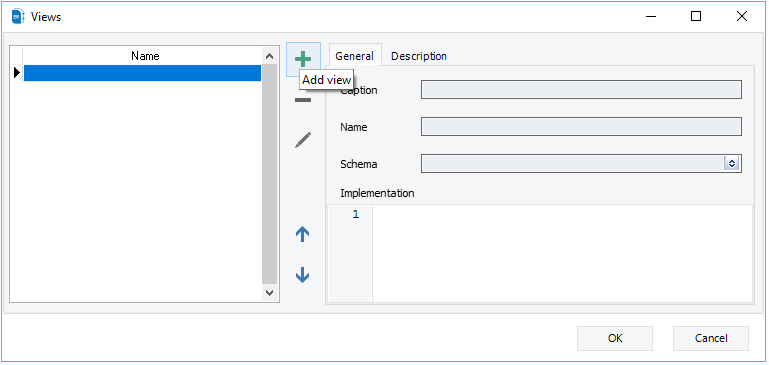 Views
Name
General
Description
Add view
Caption
Name
Schema
Implementation
1
OK
Cancel